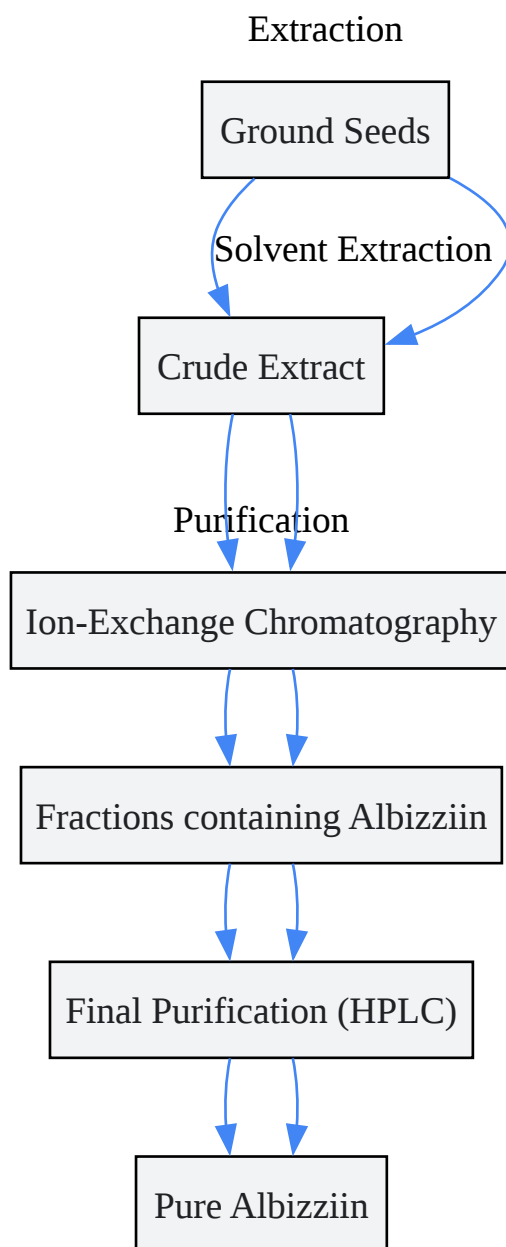 Extraction
Ground Seeds
Solvent Extraction
Crude Extract
Purification
Ion-Exchange Chromatography
Fractions containing Albizziin
Final Purification (HPLC)
Pure Albizziin